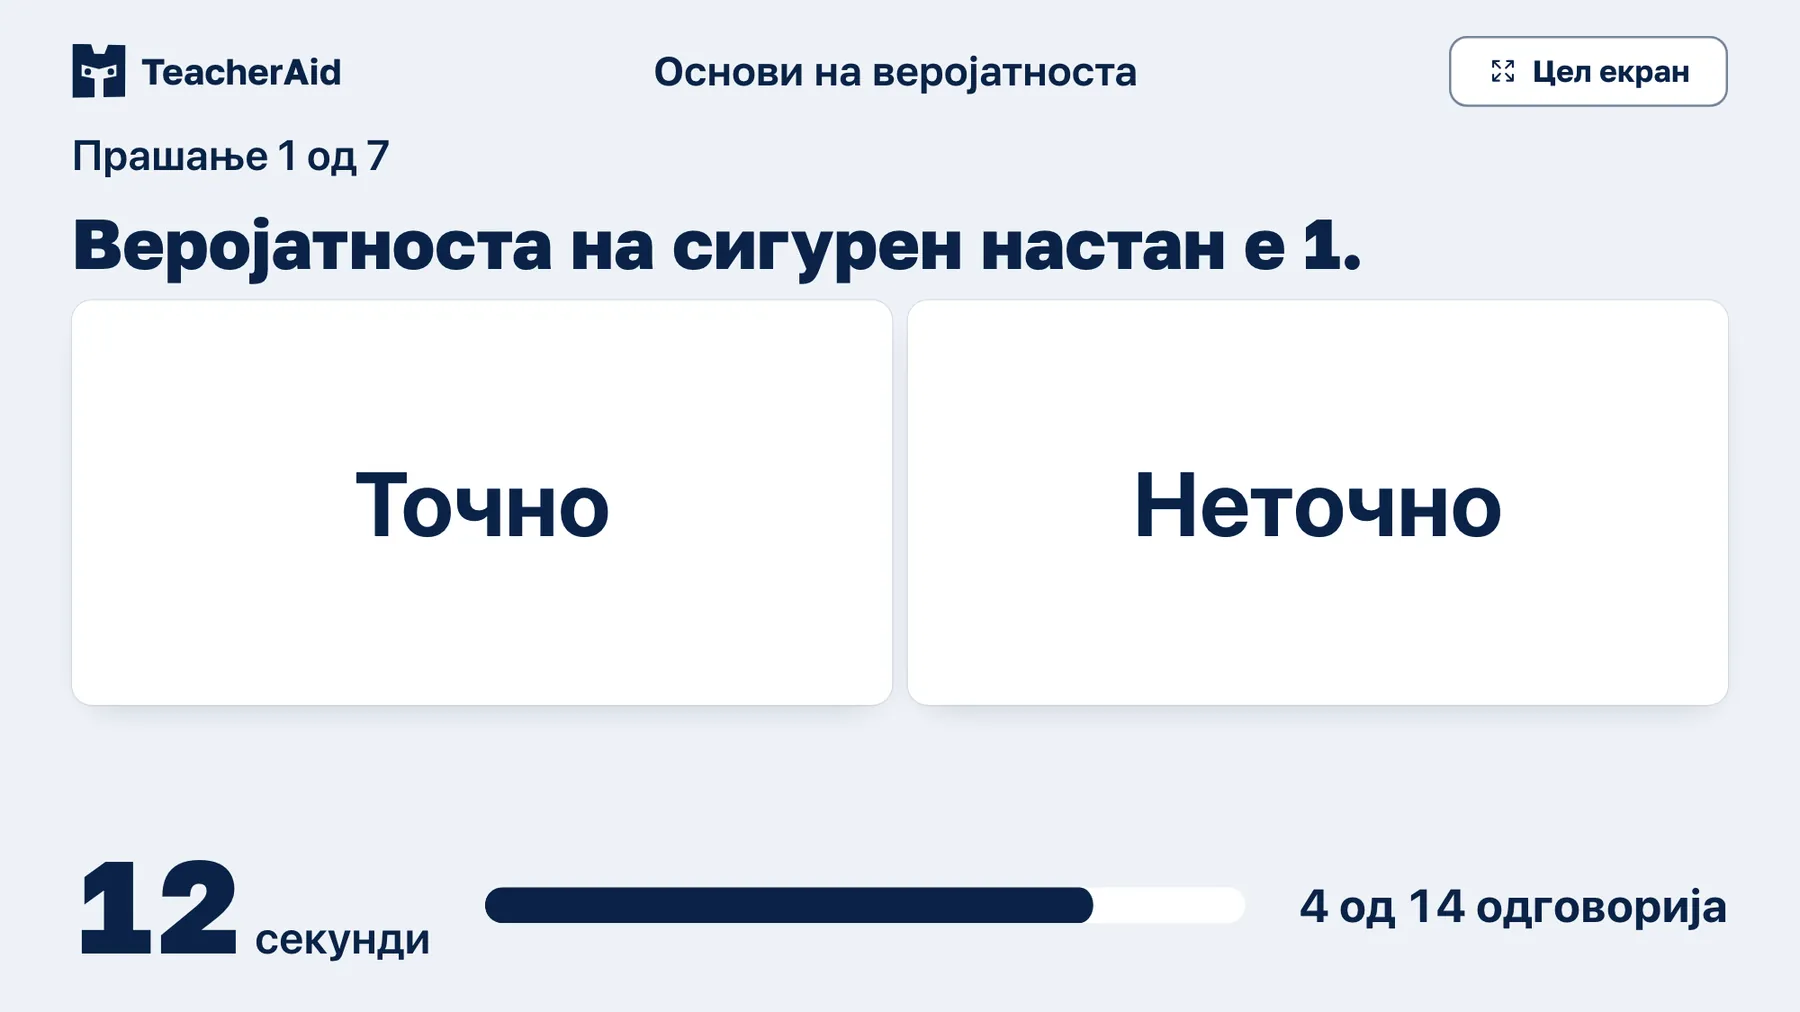 TeacherAid
Основи на веројатноста
Цел екран
Прашање 1 од 7
Веројатноста на сигурен настан е 1.
Точно
Неточно
12 секунди
4 од 14 одговорија